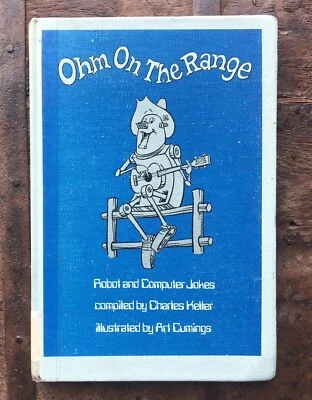 Ohm On The Range
Robot and Computer Jokes
compiled by Charles Keller
illustrated by Art Cumings